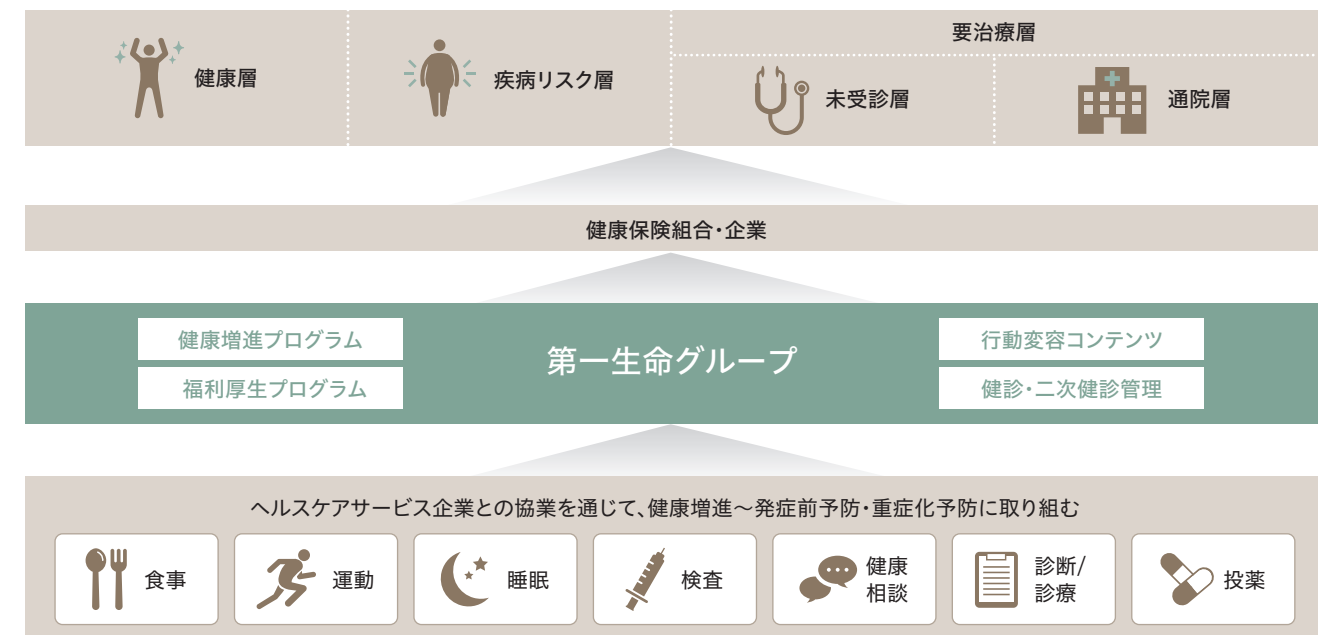 要治療層
健康層
疾病リスク層
未受診層
通院層
健康保険組合・企業
健康増進プログラム
福利厚生プログラム
第一生命グループ
行動変容コンテンツ
健診・二次健診管理
ヘルスケアサービス企業との協業を通じて、健康増進～発症前予防・重症化予防に取り組む
食事
運動
睡眠
検査
健康
相談
診断/
診療
投薬